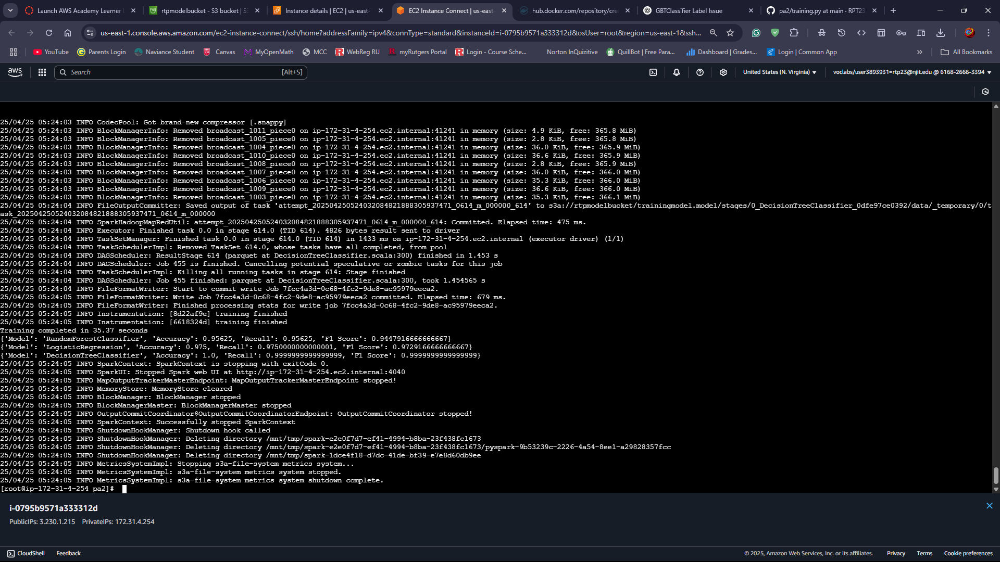 Launch AWS Academy Learner L
rtpmodelbucket - S3 bucket | S3
Instance details | EC2 | us-east-
EC2 Instance Connect | us-east-
hub.docker.com/repository/crea
GBTClassifier Label Issue
pa2/training.py at main · RPT23
us-east-1.console.aws.amazon.com/ec2-instance-connect/ssh/home?addressFamily=ipv4&connType=standard&instanceId=i-0795b9571a333312d&osUser=root&region=us-east-1&ssh...
YouTube
Parents Login
Naviance Student
Canvas
MyOpenMath
MCC
WebReg RU
myRutgers Portal
Login - Course Sche...
Norton InQuizitive
QuillBot | Free Para...
Dashboard | Grades...
Login | Common App
All Bookmarks
aws
Search
[Alt+S]
United States (N. Virginia)
voclabs/user3893931=rtp23@njit.edu @ 6168-2666-3394
25/04/25 05:24:03 INFO CodecPool: Got brand-new compressor [.snappy]
25/04/25 05:24:03 INFO BlockManagerInfo: Removed broadcast_1011_piece0 on ip-172-31-4-254.ec2.internal:41241 in memory (size: 4.9 KiB, free: 365.8 MiB)
25/04/25 05:24:03 INFO BlockManagerInfo: Removed broadcast_1005_piece0 on ip-172-31-4-254.ec2.internal:41241 in memory (size: 2.8 KiB, free: 365.8 MiB)
25/04/25 05:24:03 INFO BlockManagerInfo: Removed broadcast_1004_piece0 on ip-172-31-4-254.ec2.internal:41241 in memory (size: 36.0 KiB, free: 365.9 MiB)
25/04/25 05:24:03 INFO BlockManagerInfo: Removed broadcast_1010_piece0 on ip-172-31-4-254.ec2.internal:41241 in memory (size: 36.6 KiB, free: 365.9 MiB)
25/04/25 05:24:03 INFO BlockManagerInfo: Removed broadcast_1008_piece0 on ip-172-31-4-254.ec2.internal:41241 in memory (size: 2.8 KiB, free: 365.9 MiB)
25/04/25 05:24:03 INFO BlockManagerInfo: Removed broadcast_1007_piece0 on ip-172-31-4-254.ec2.internal:41241 in memory (size: 36.0 KiB, free: 366.0 MiB)
25/04/25 05:24:03 INFO BlockManagerInfo: Removed broadcast_1006_piece0 on ip-172-31-4-254.ec2.internal:41241 in memory (size: 35.3 KiB, free: 366.0 MiB)
25/04/25 05:24:03 INFO BlockManagerInfo: Removed broadcast_1009_piece0 on ip-172-31-4-254.ec2.internal:41241 in memory (size: 36.6 KiB, free: 366.0 MiB)
25/04/25 05:24:03 INFO BlockManagerInfo: Removed broadcast_1003_piece0 on ip-172-31-4-254.ec2.internal:41241 in memory (size: 35.3 KiB, free: 366.1 MiB)
25/04/25 05:24:04 INFO FileOutputCommitter: Saved output of task 'attempt_202504250524032084821888305937471_0614_m_000000_614' to s3a://rtpmodelbucket/trainingmodel.model/stages/0_DecisionTreeClassifier_0dfe97ce0392/data/_temporary/0/t
ask_202504250524032084821888305937471_0614_m_000000
25/04/25 05:24:04 INFO SparkHadoopMapRedUtil: attempt_202504250524032084821888305937471_0614_m_000000_614: Committed. Elapsed time: 475 ms.
25/04/25 05:24:04 INFO Executor: Finished task 0.0 in stage 614.0 (TID 614). 4826 bytes result sent to driver
25/04/25 05:24:04 INFO TaskSetManager: Finished task 0.0 in stage 614.0 (TID 614) in 1433 ms on ip-172-31-4-254.ec2.internal (executor driver) (1/1)
25/04/25 05:24:04 INFO TaskSchedulerImpl: Removed TaskSet 614.0, whose tasks have all completed, from pool
25/04/25 05:24:04 INFO DAGScheduler: ResultStage 614 (parquet at DecisionTreeClassifier.scala:300) finished in 1.453 s
25/04/25 05:24:04 INFO DAGScheduler: Job 455 is finished. Cancelling potential speculative or zombie tasks for this job
25/04/25 05:24:04 INFO TaskSchedulerImpl: Killing all running tasks in stage 614: Stage finished
25/04/25 05:24:04 INFO DAGScheduler: Job 455 finished: parquet at DecisionTreeClassifier.scala:300, took 1.454565 s
25/04/25 05:24:04 INFO FileFormatWriter: Start to commit write Job 7fcc4a3d-0c68-4fc2-9de8-ac95979eeca2.
25/04/25 05:24:05 INFO FileFormatWriter: Write Job 7fcc4a3d-0c68-4fc2-9de8-ac95979eeca2 committed. Elapsed time: 679 ms.
25/04/25 05:24:05 INFO FileFormatWriter: Finished processing stats for write job 7fcc4a3d-0c68-4fc2-9de8-ac95979eeca2.
25/04/25 05:24:05 INFO Instrumentation: [8d22af9e] training finished
25/04/25 05:24:05 INFO Instrumentation: [6618324d] training finished
Training completed in 35.37 seconds
{'Model': 'RandomForestClassifier', 'Accuracy': 0.95625, 'Recall': 0.95625, 'F1 Score': 0.9447916666666667}
{'Model': 'LogisticRegression', 'Accuracy': 0.975, 'Recall': 0.9750000000000001, 'F1 Score': 0.9729166666666667}
{'Model': 'DecisionTreeClassifier', 'Accuracy': 1.0, 'Recall': 0.9999999999999999, 'F1 Score': 0.9999999999999999}
25/04/25 05:24:05 INFO SparkContext: SparkContext is stopping with exitCode 0.
25/04/25 05:24:05 INFO SparkUI: Stopped Spark web UI at http://ip-172-31-4-254.ec2.internal:4040
25/04/25 05:24:05 INFO MapOutputTrackerMasterEndpoint: MapOutputTrackerMasterEndpoint stopped!
25/04/25 05:24:05 INFO MemoryStore: MemoryStore cleared
25/04/25 05:24:05 INFO BlockManager: BlockManager stopped
25/04/25 05:24:05 INFO BlockManagerMaster: BlockManagerMaster stopped
25/04/25 05:24:05 INFO OutputCommitCoordinator$OutputCommitCoordinatorEndpoint: OutputCommitCoordinator stopped!
25/04/25 05:24:05 INFO SparkContext: Successfully stopped SparkContext
25/04/25 05:24:05 INFO ShutdownHookManager: Shutdown hook called
25/04/25 05:24:05 INFO ShutdownHookManager: Deleting directory /mnt/tmp/spark-e2e0f7d7-ef41-4994-b8ba-23f438fc1673
25/04/25 05:24:05 INFO ShutdownHookManager: Deleting directory /mnt/tmp/spark-e2e0f7d7-ef41-4994-b8ba-23f438fc1673/pyspark-9b53239c-2226-4a54-8ee1-a29828357fcc
25/04/25 05:24:05 INFO ShutdownHookManager: Deleting directory /mnt/tmp/spark-1dce4f18-d7dc-41de-bf39-e7e8d60db9ee
25/04/25 05:24:05 INFO MetricsSystemImpl: Stopping s3a-file-system metrics system...
25/04/25 05:24:05 INFO MetricsSystemImpl: s3a-file-system metrics system stopped.
25/04/25 05:24:05 INFO MetricsSystemImpl: s3a-file-system metrics system shutdown complete.
[root@ip-172-31-4-254 pa2]#
i-0795b9571a333312d
PublicIPs: 3.230.1.215 PrivateIPs: 172.31.4.254
CloudShell
Feedback
© 2025, Amazon Web Services, Inc. or its affiliates.
Privacy
Terms
Cookie preferences